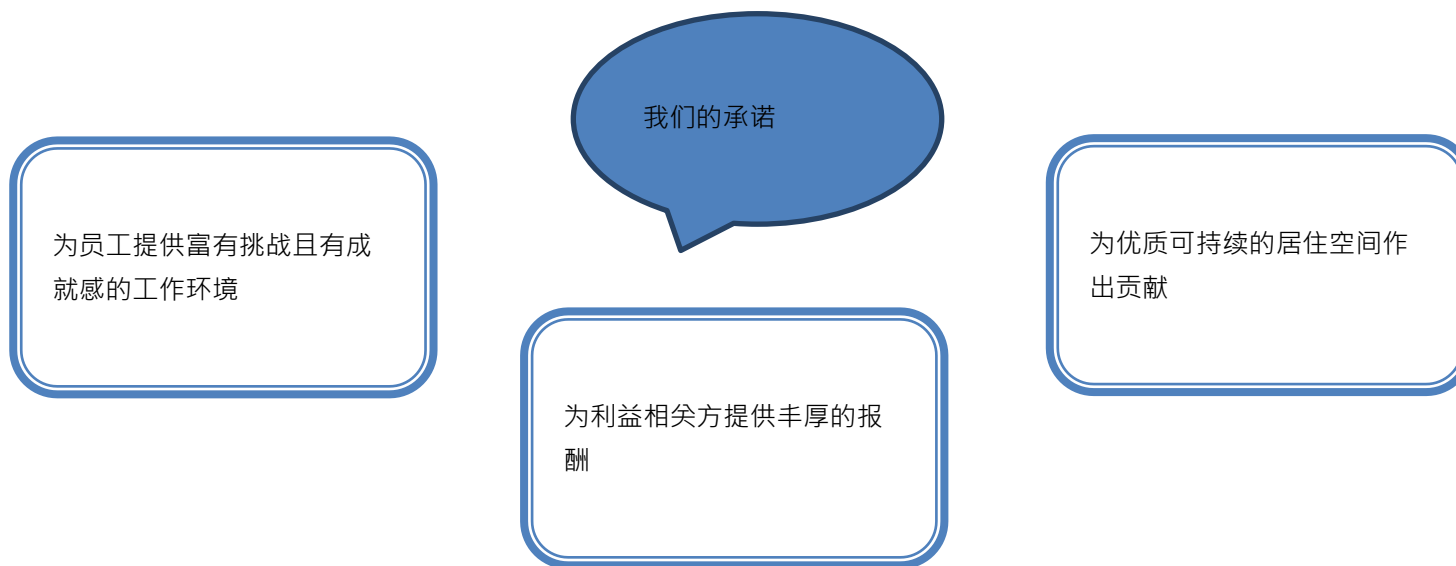 我们的承诺
为员工提供富有挑战且有成
就感的工作环境
为利益相关方提供丰厚的报
酬
为优质可持续的居住空间作
出贡献